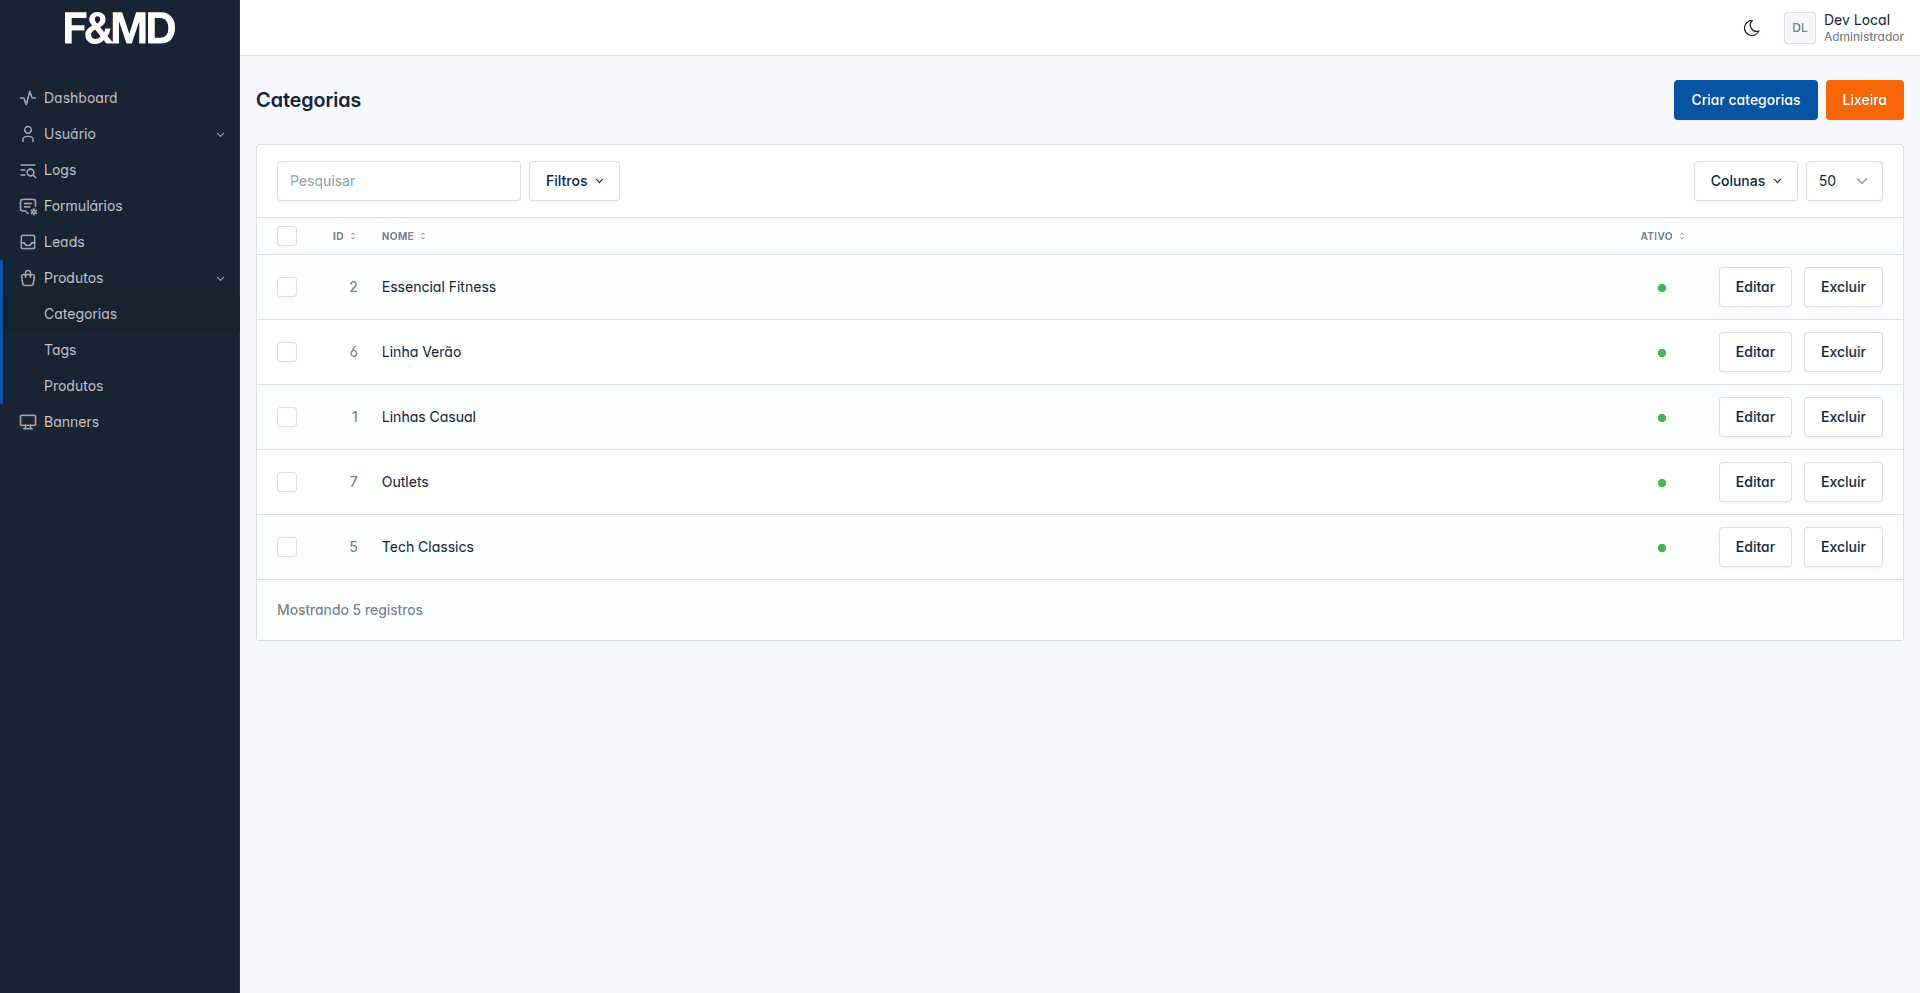 F&MD
Dev Local
DL
Administrador
Dashboard
Usuário
Logs
Formulários
Leads
Produtos
Categorias
Tags
Produtos
Banners
Categorias
Criar categorias
Lixeira
Pesquisar
Filtros
Colunas
50
ID NOME ATIVO
2 Essencial Fitness Editar Excluir
6 Linha Verão Editar Excluir
1 Linhas Casual Editar Excluir
7 Outlets Editar Excluir
5 Tech Classics Editar Excluir
Mostrando 5 registros